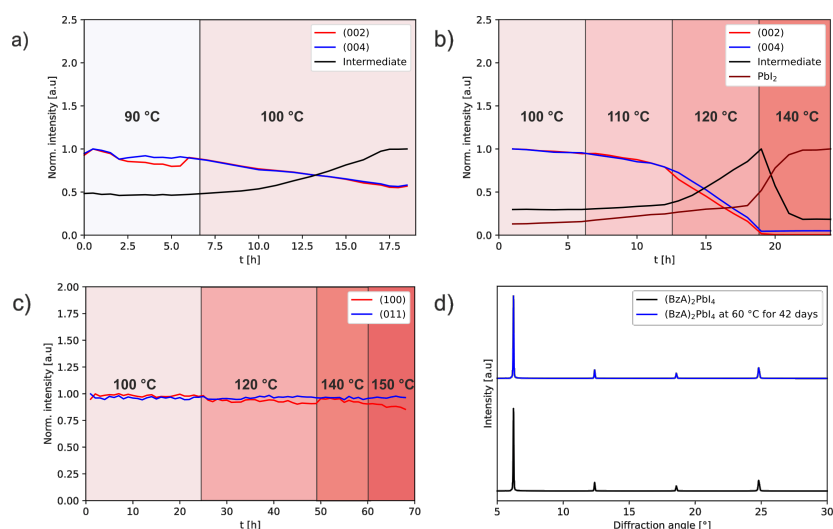 a)
2.5
2.0
1.5
1.0
0.5
0.0
Norm. intensity [a.u]
(002)
(004)
Intermediate
90 °C
100 °C
0.0 2.5 5.0 7.5 10.0 12.5 15.0 17.5
t [h]
b)
2.5
2.0
1.5
1.0
0.5
0.0
Norm. intensity [a.u]
(002)
(004)
Intermediate
PbI₂
100 °C 110 °C 120 °C 140 °C
0 5 10 15 20
t [h]
c)
2.00
1.75
1.50
1.25
1.00
0.75
0.50
0.25
0.00
Norm. intensity [a.u]
(100)
(011)
100 °C 120 °C 140 °C 150 °C
0 10 20 30 40 50 60 70
t [h]
d)
Intensity [a.u]
(BzA)₂PbI₄
(BzA)₂PbI₄ at 60 °C for 42 days
5 10 15 20 25 30
Diffraction angle [°]